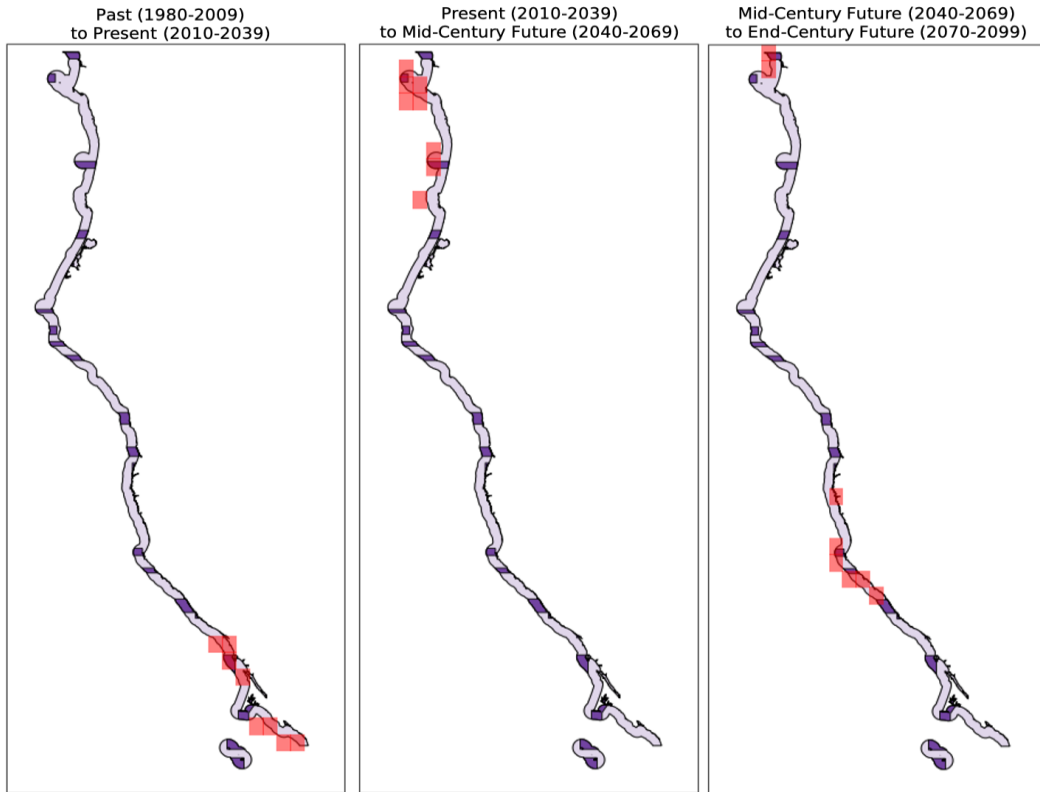 Past (1980-2009)
to Present (2010-2039)
Present (2010-2039)
to Mid-Century Future (2040-2069)
Mid-Century Future (2040-2069)
to End-Century Future (2070-2099)